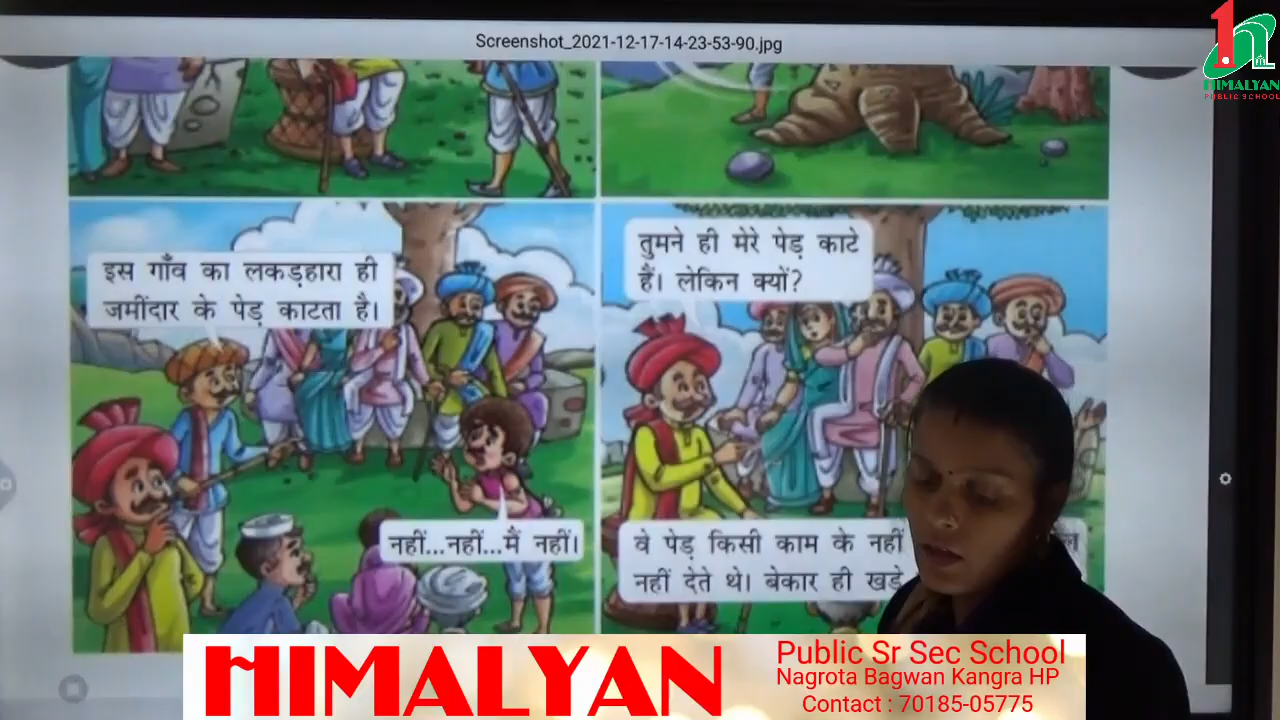 Screenshot_2021-12-17-14-23-53-90.jpg
HIMALYAN
PUBLIC SCHOOL
इस गाँव का लकड़हारा ही
जमींदार के पेड़ काटता है।
नहीं...नहीं...मैं नहीं।
तुमने ही मेरे पेड़ काटे
हैं। लेकिन क्यों?
वे पेड़ किसी काम के नहीं
नहीं देते थे। बेकार ही खड़े
HIMALYAN
Public Sr Sec School
Nagrota Bagwan Kangra HP
Contact : 70185-05775